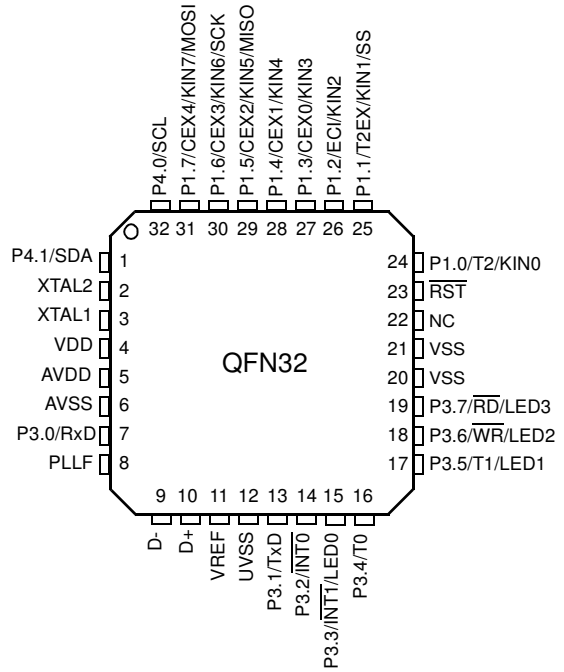 P4.0/SCL
P1.7/CEX4/KIN7/MOSI
P1.6/CEX3/KIN6/SCK
P1.5/CEX2/KIN5/MISO
P1.4/CEX1/KIN4
P1.3/CEX0/KIN3
P1.2/ECI/KIN2
P1.1/T2EX/KIN1/SS
32 31 30 29 28 27 26 25
P4.1/SDA 1
XTAL2 2
XTAL1 3
VDD 4
AVDD 5
AVSS 6
P3.0/RxD 7
PLLF 8
QFN32
24 P1.0/T2/KIN0
23 RST
22 NC
21 VSS
20 VSS
19 P3.7/RD/LED3
18 P3.6/WR/LED2
17 P3.5/T1/LED1
9 10 11 12 13 14 15 16
D-
D+
VREF
UVSS
P3.1/TxD
P3.2/INT0
P3.3/INT1/LED0
P3.4/T0